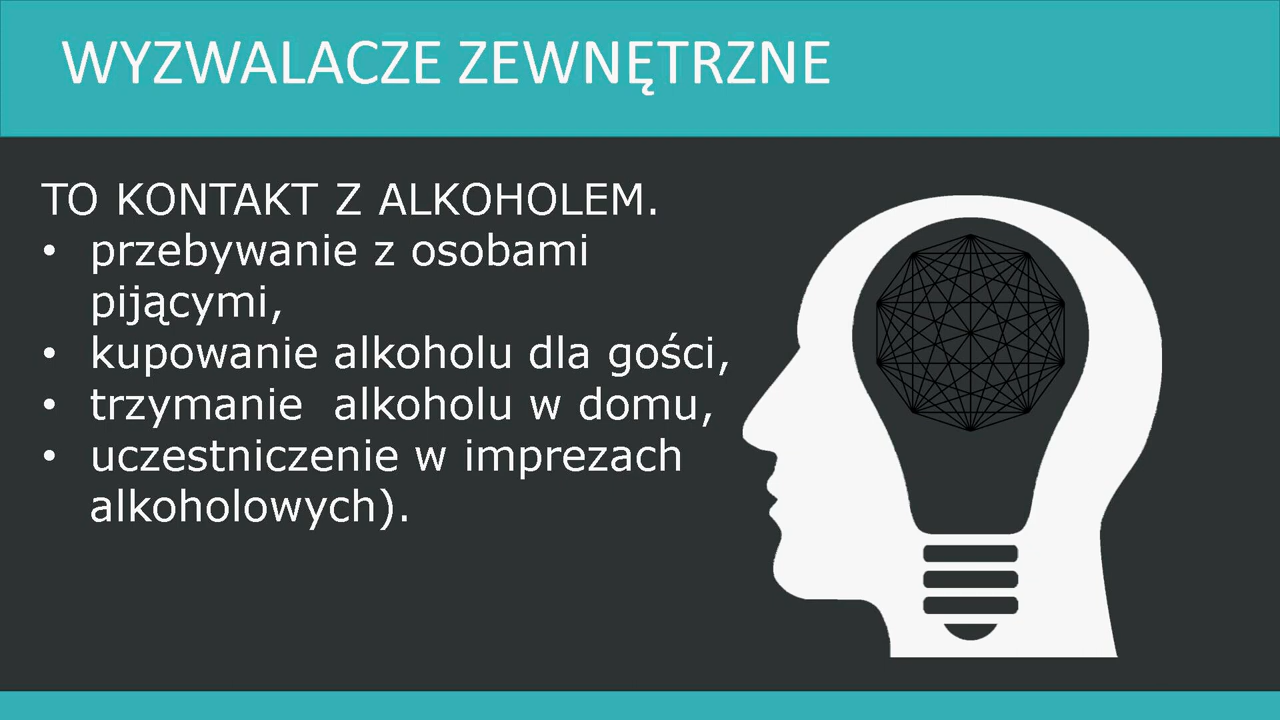 WYZWALACZE ZEWNĘTRZNE
TO KONTAKT Z ALKOHOLEM.
• przebywanie z osobami
pijącymi,
• kupowanie alkoholu dla gości,
• trzymanie  alkoholu w domu,
• uczestniczenie w imprezach
alkoholowych).